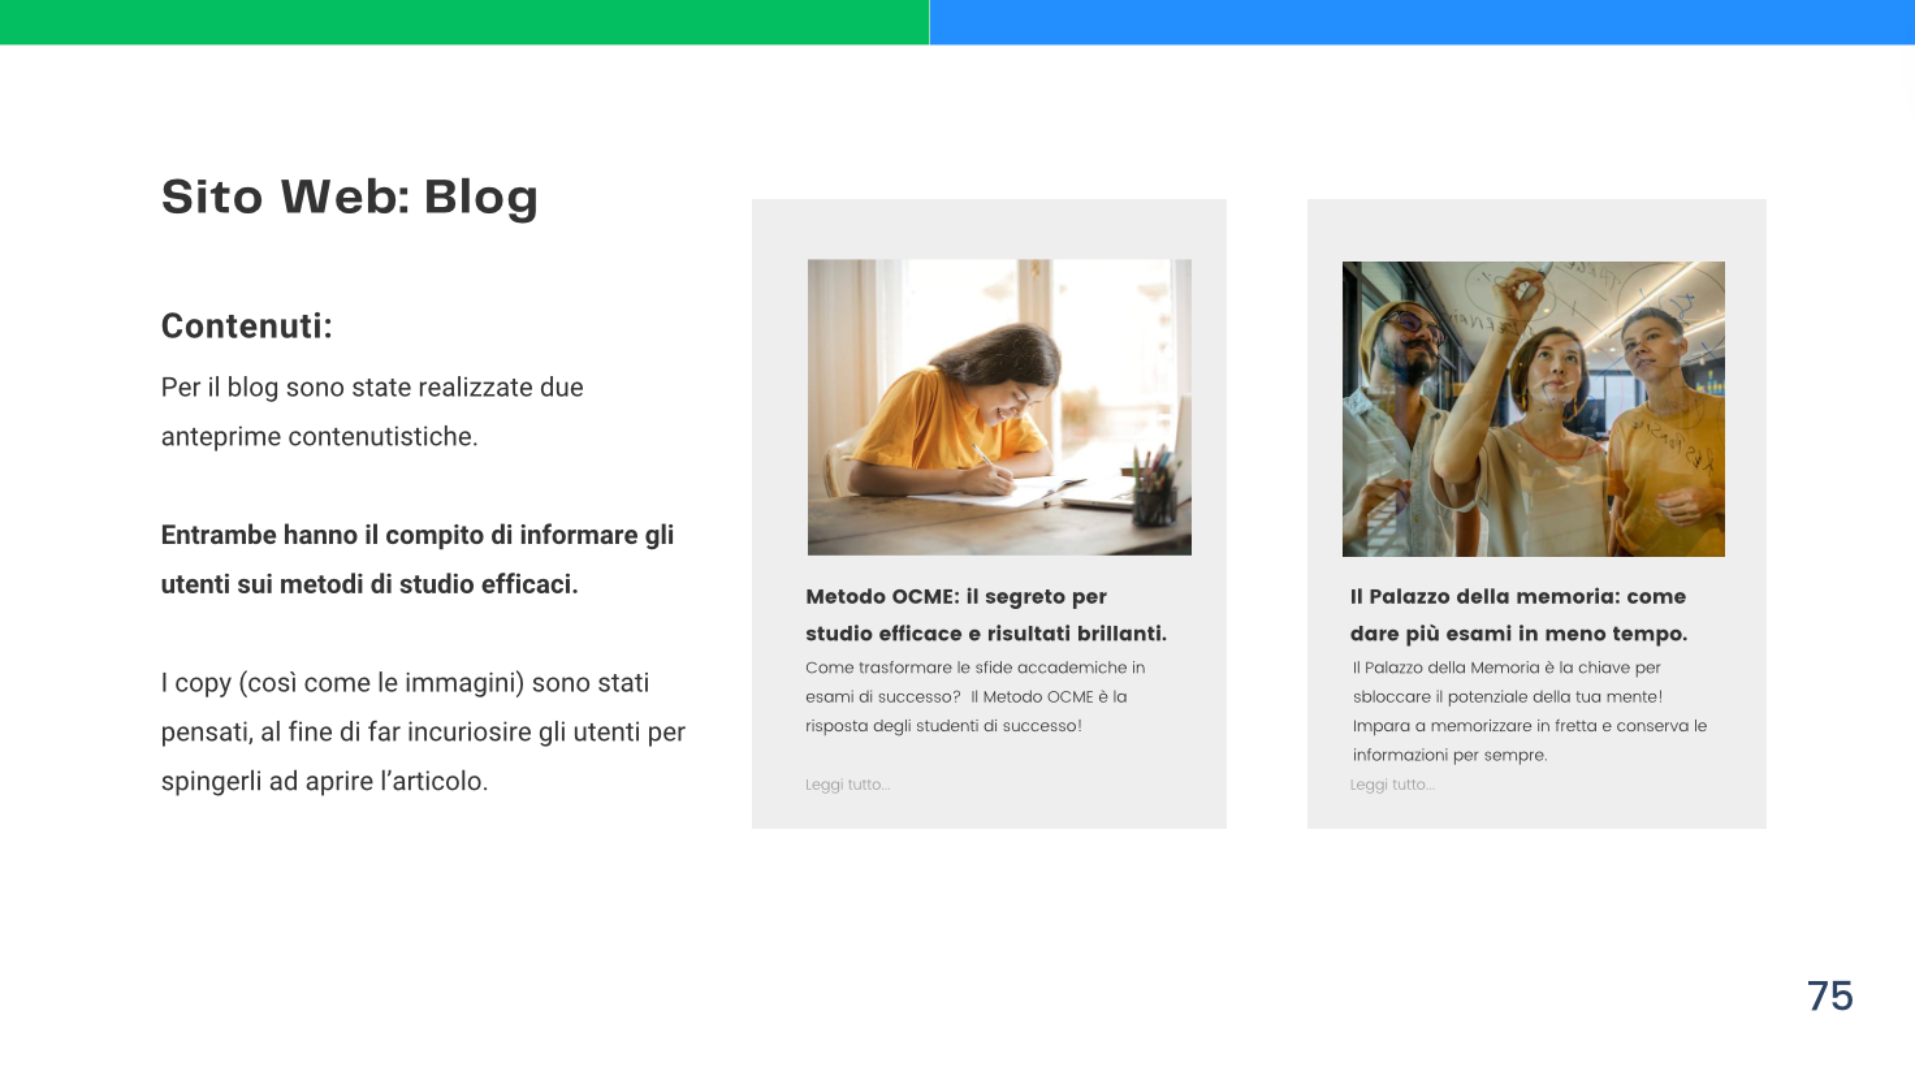 Sito Web: Blog
Contenuti:
Per il blog sono state realizzate due
anteprime contenutistiche.
Entrambe hanno il compito di informare gli
utenti sui metodi di studio efficaci.
I copy (così come le immagini) sono stati
pensati, al fine di far incuriosire gli utenti per
spingerli ad aprire l’articolo.
Metodo OCME: il segreto per
studio efficace e risultati brillanti.
Come trasformare le sfide accademiche in
esami di successo?  Il Metodo OCME è la
risposta degli studenti di successo!
Leggi tutto...
Il Palazzo della memoria: come
dare più esami in meno tempo.
Il Palazzo della Memoria è la chiave per
sbloccare il potenziale della tua mente!
Impara a memorizzare in fretta e conserva le
informazioni per sempre.
Leggi tutto...
75